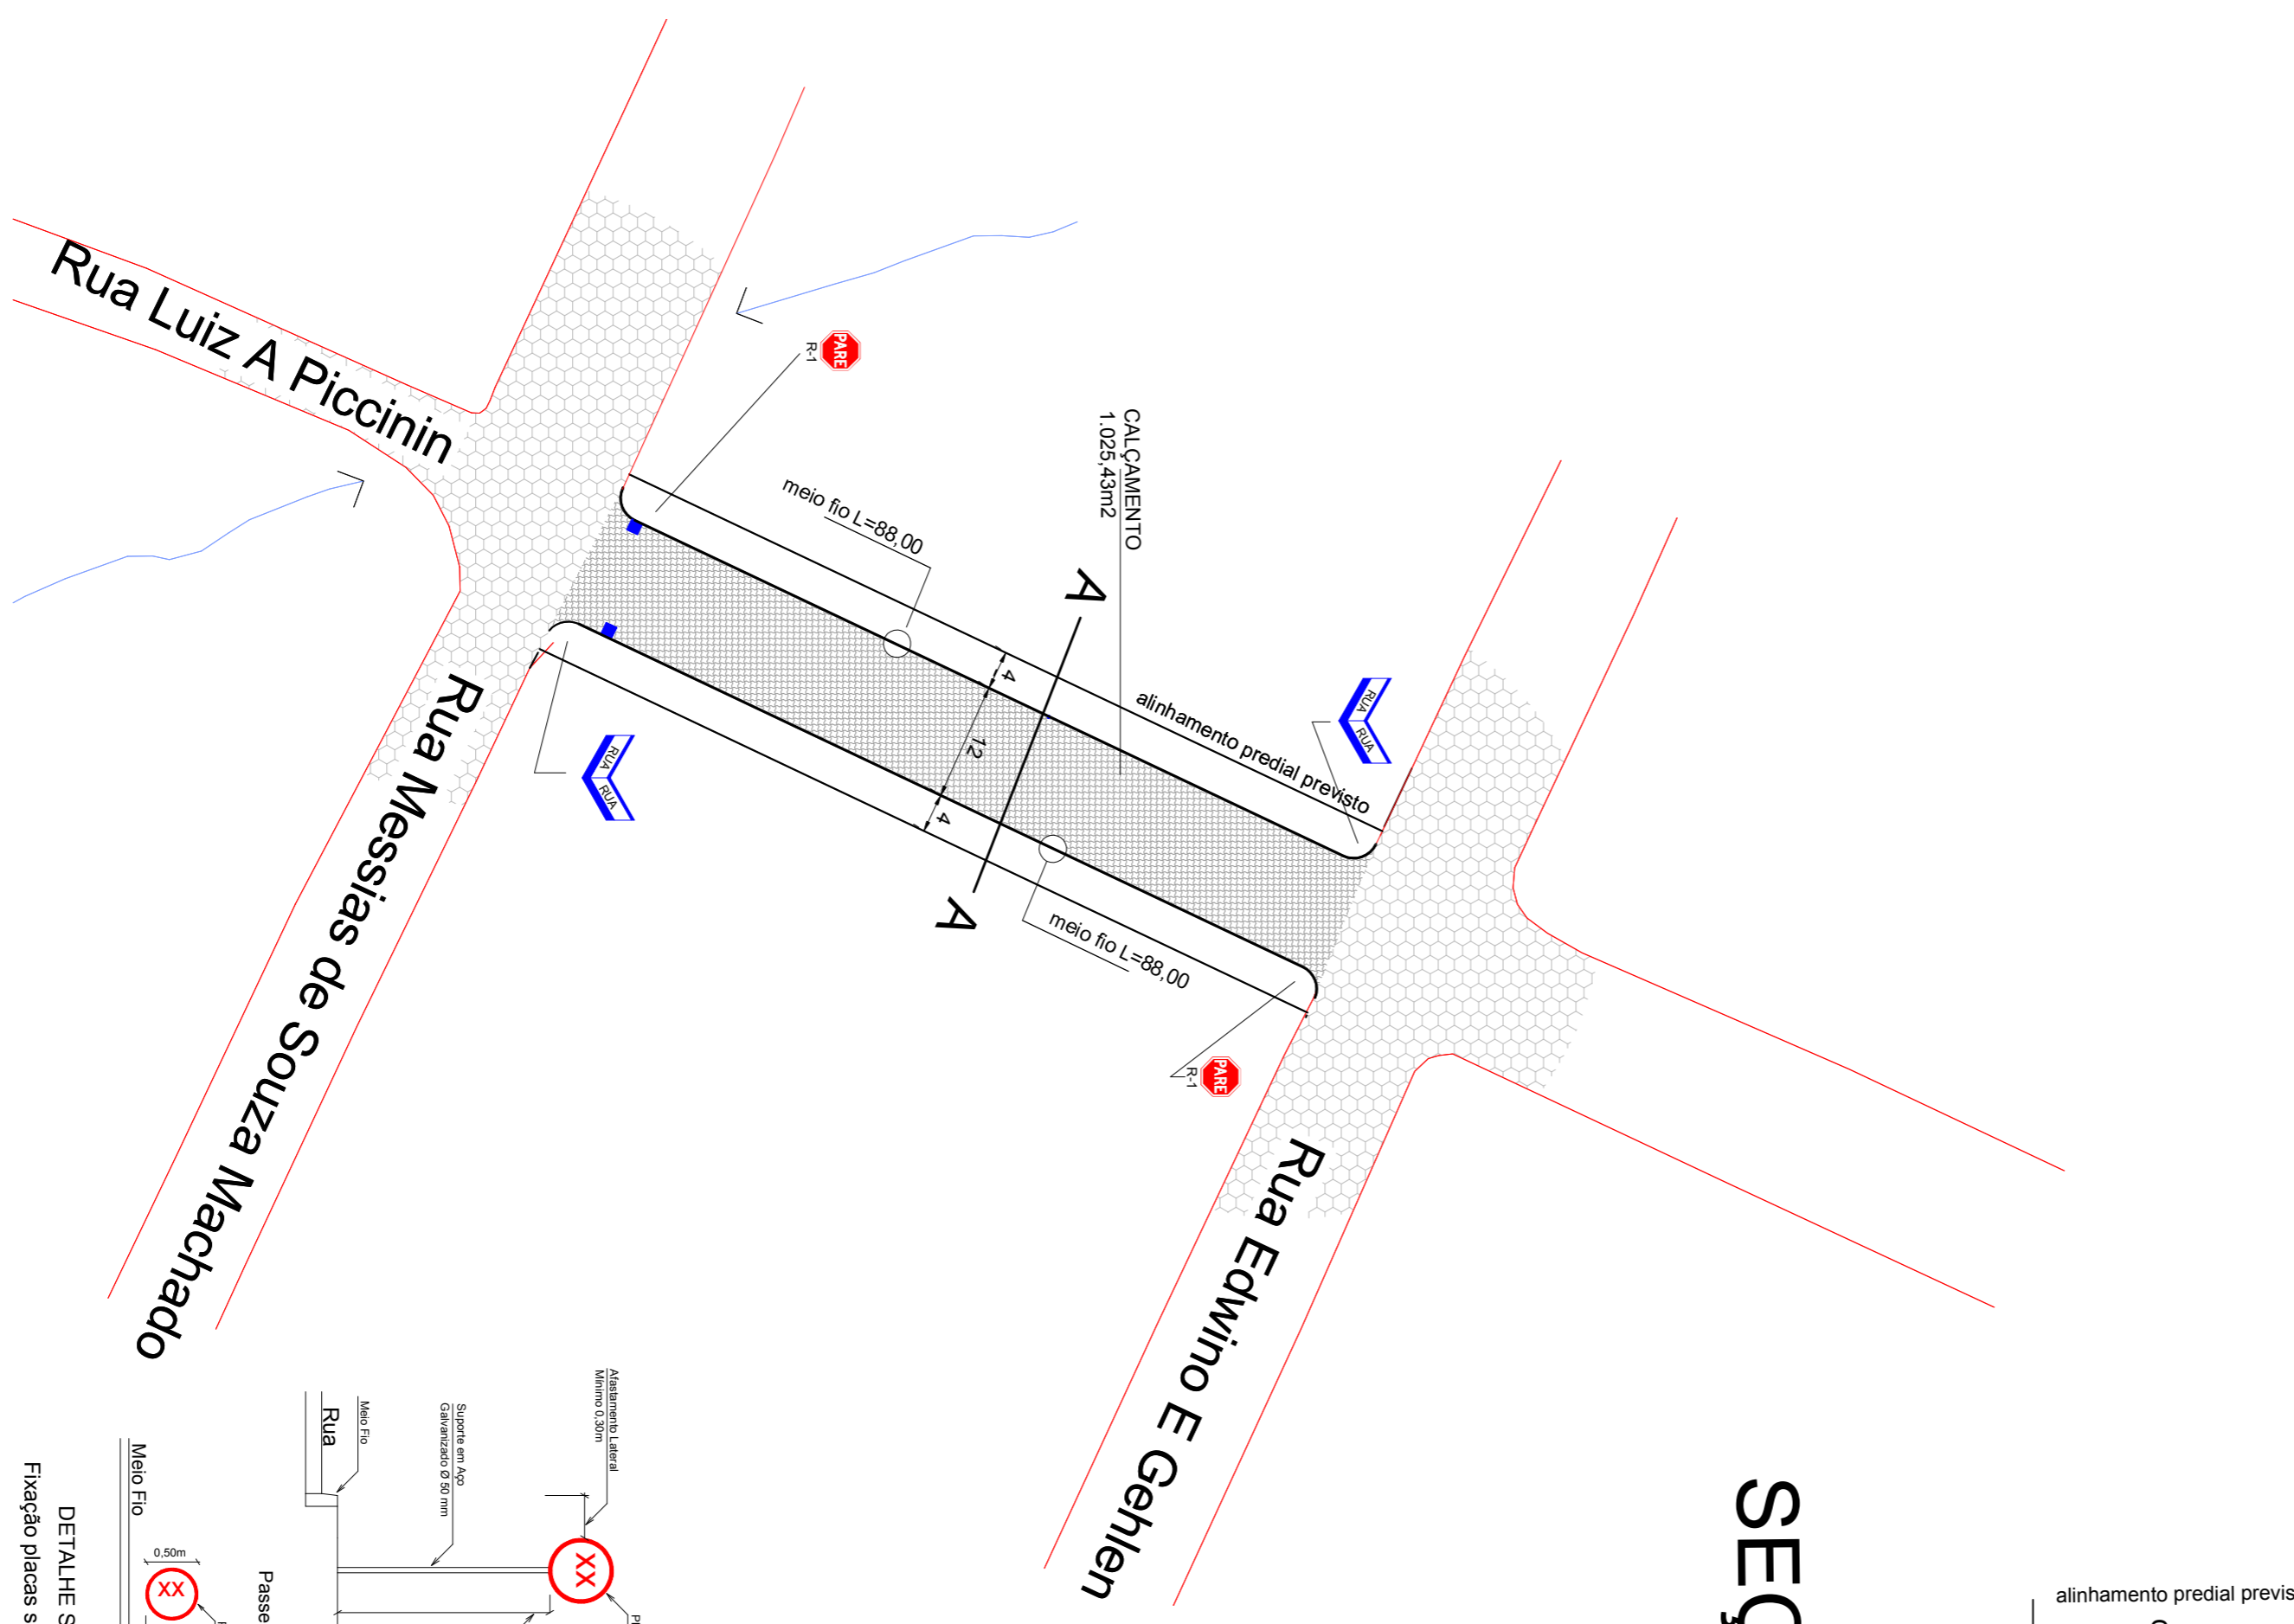 Rua Luiz A Piccinin
PARE
R-1
CALÇAMENTO
1.025,43m2
meio fio L=88,00
A
4
12
4
A
alinhamento predial previsto
RUA
RUA
RUA
RUA
meio fio L=88,00
PARE
R-1
Rua Messias de Souza Machado
Rua Edwino E Gehlen
Afastamento Lateral
Mínimo 0,30m
Suporte em Aço
Galvanizado Ø 50 mm
Meio Fio
Rua
XX
Meio Fio
0,50m
XX
Passe
DETALHE S
Fixação placas s
SEÇ
alinhamento predial previs